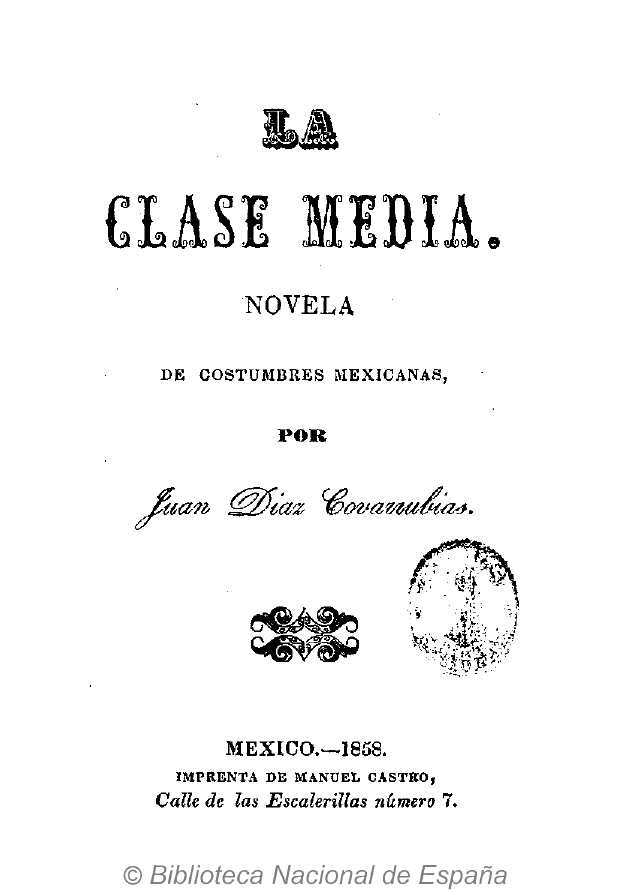 LA
CLASE MEDIA.
NOVELA
DE COSTUMBRES MEXICANAS,
POR
Juan Diaz Covarrubias.
MEXICO.—1858.
IMPRENTA DE MANUEL CASTRO,
Calle de las Escalerillas número 7.
© Biblioteca Nacional de España